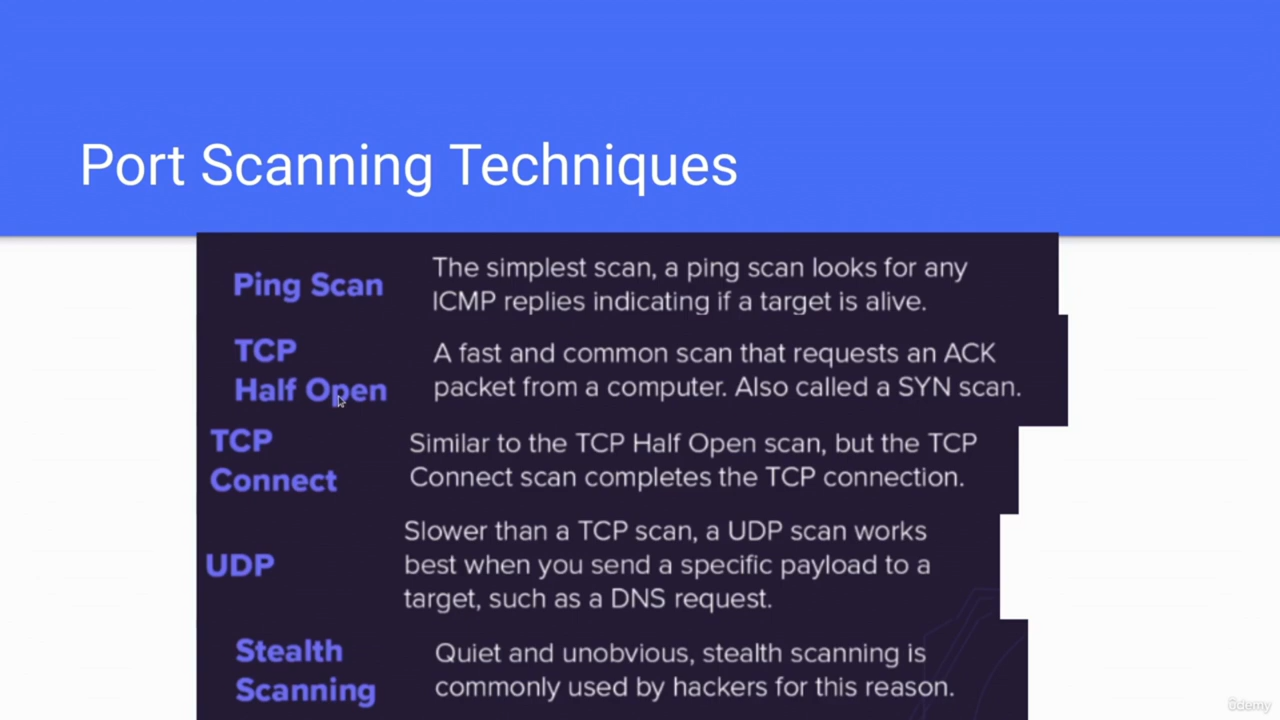 Port Scanning Techniques
Ping Scan
The simplest scan, a ping scan looks for any
ICMP replies indicating if a target is alive.
TCP
Half Open
A fast and common scan that requests an ACK
packet from a computer. Also called a SYN scan.
TCP
Connect
Similar to the TCP Half Open scan, but the TCP
Connect scan completes the TCP connection.
UDP
Slower than a TCP scan, a UDP scan works
best when you send a specific payload to a
target, such as a DNS request.
Stealth
Scanning
Quiet and unobvious, stealth scanning is
commonly used by hackers for this reason.
ûdemy